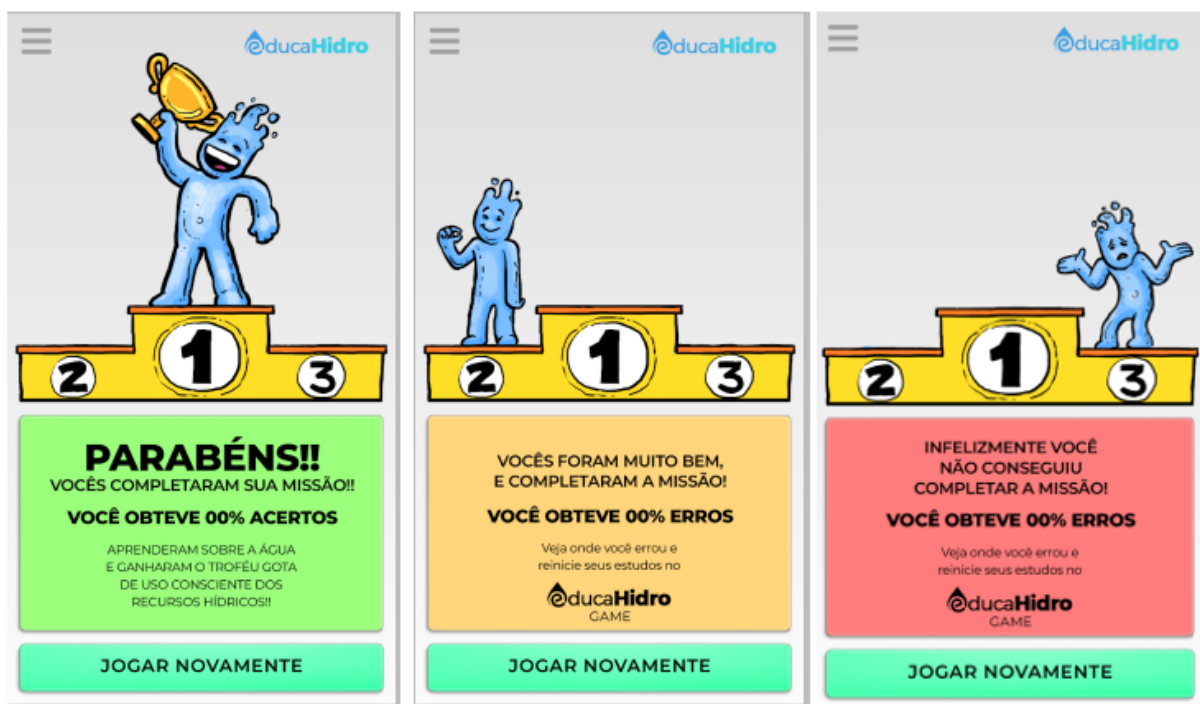 educaHidro
2
1
3
PARABÉNS!!
VOCÊS COMPLETARAM SUA MISSÃO!!
VOCÊ OBTEVE 00% ACERTOS
APRENDERAM SOBRE A ÁGUA
E GANHARAM O TROFÉU GOTA
DE USO CONSCIENTE DOS
RECURSOS HÍDRICOS!!
JOGAR NOVAMENTE
educaHidro
2
1
3
VOCÊS FORAM MUITO BEM,
E COMPLETARAM A MISSÃO!
VOCÊ OBTEVE 00% ERROS
Veja onde você errou e
reinicie seus estudos no
educaHidro
GAME
JOGAR NOVAMENTE
educaHidro
2
1
3
INFELIZMENTE VOCÊ
NÃO CONSEGUIU
COMPLETAR A MISSÃO!
VOCÊ OBTEVE 00% ERROS
Veja onde você errou e
reinicie seus estudos no
educaHidro
GAME
JOGAR NOVAMENTE